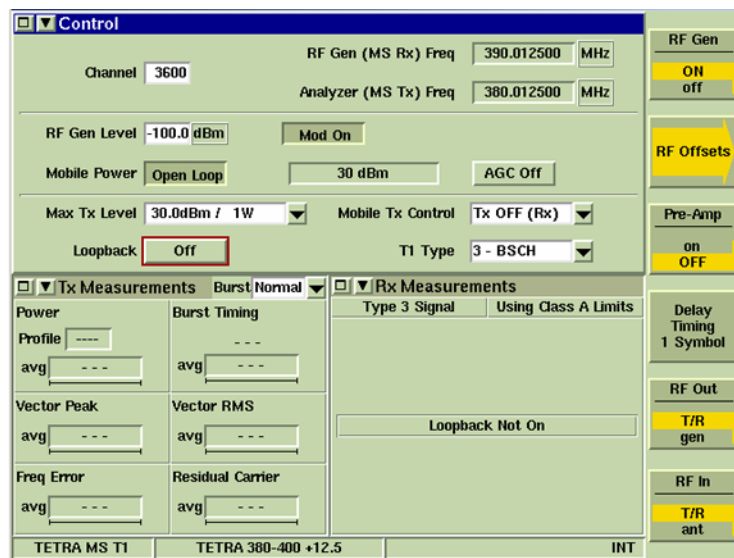 Control
RF Gen (MS Rx) Freq 390.012500 MHz
Channel 3600
Analyzer (MS Tx) Freq 380.012500 MHz
RF Gen Level -100.0 dBm Mod On
Mobile Power Open Loop 30 dBm AGC Off
Max Tx Level 30.0dBm / 1W Mobile Tx Control Tx OFF (Rx)
Loopback Off T1 Type 3 - BSCH
Tx Measurements Burst Normal
Power Burst Timing
Profile ---- - - -
avg - - - avg - - -
Vector Peak Vector RMS
avg - - - avg - - -
Freq Error Residual Carrier
avg - - - avg - - -
Rx Measurements
Type 3 Signal Using Class A Limits
Loopback Not On
TETRA MS T1 TETRA 380-400 +12.5 INT
RF Gen
ON
off
RF Offsets
Pre-Amp
on
OFF
Delay
Timing
1 Symbol
RF Out
T/R
gen
RF In
T/R
ant